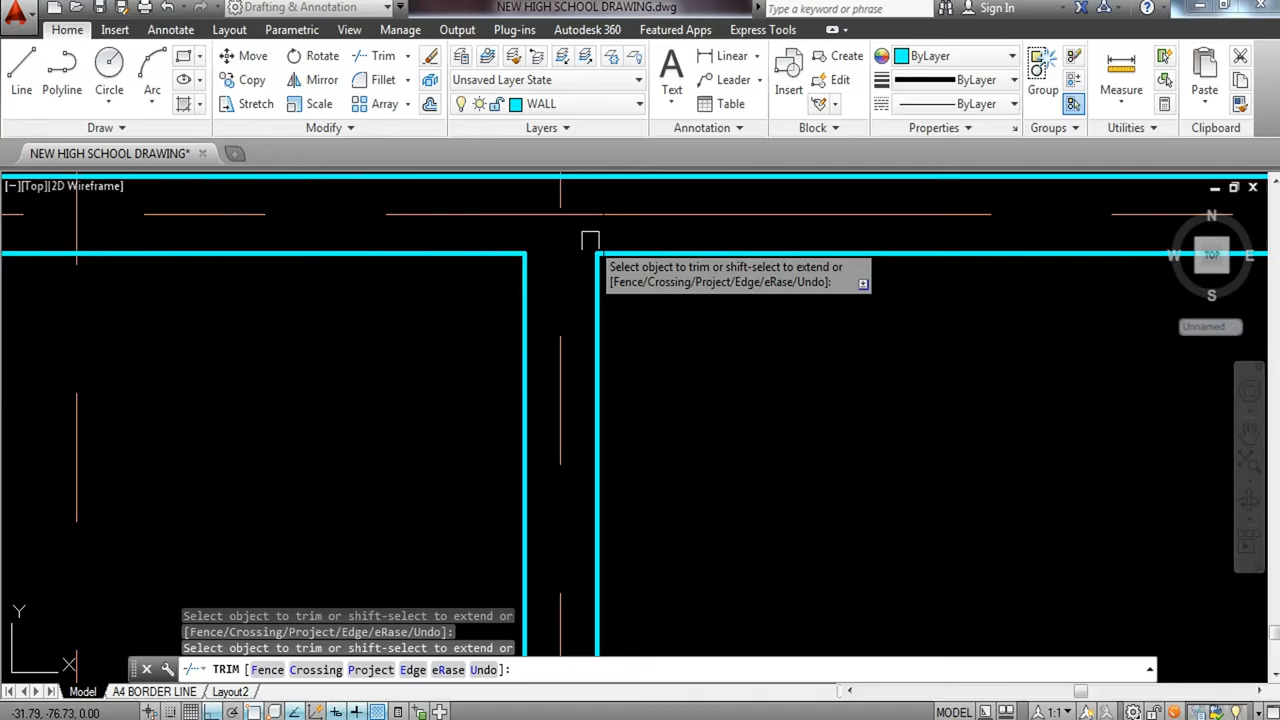 Drafting & Annotation
NEW HIGH SCHOOL DRAWING.dwg
Type a keyword or phrase
Sign In
Home Insert Annotate Layout Parametric View Manage Output Plug-ins Autodesk 360 Featured Apps Express Tools
Line Polyline Circle Arc
Move Rotate Trim
Copy Mirror Fillet
Stretch Scale Array
Unsaved Layer State
WALL
Text
Linear
Leader
Table
Insert
Create
Edit
ByLayer
ByLayer
ByLayer
Group
Measure
Paste
Draw Modify Layers Annotation Block Properties Groups Utilities Clipboard
NEW HIGH SCHOOL DRAWING*
[−][Top][2D Wireframe]
N
W TOP E
S
Unnamed
Select object to trim or shift-select to extend or
[Fence/Crossing/Project/Edge/eRase/Undo]:
Y
X
Select object to trim or shift-select to extend or
[Fence/Crossing/Project/Edge/eRase/Undo]:
Select object to trim or shift-select to extend or
TRIM [Fence Crossing Project Edge eRase Undo]:
Model A4 BORDER LINE Layout2
-31.79, -76.73, 0.00
MODEL
1:1